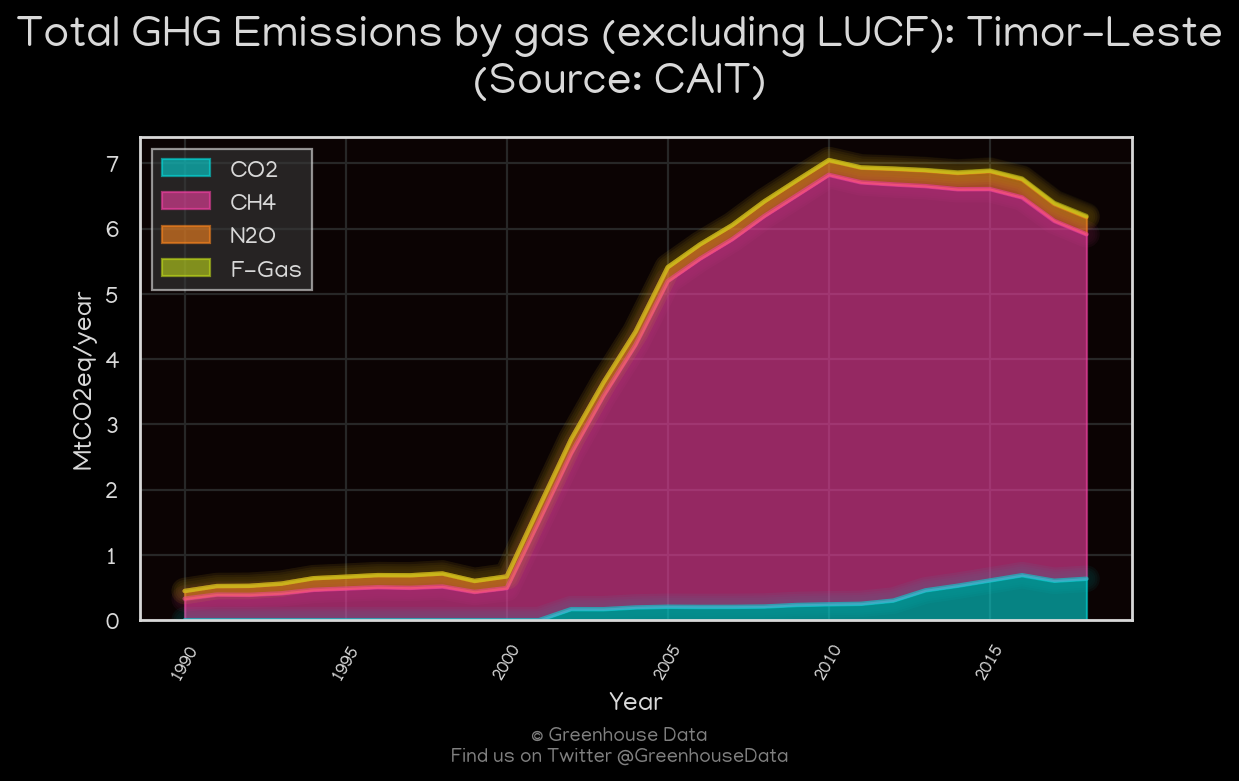 Total GHG Emissions by gas (excluding LUCF): Timor-Leste
(Source: CAIT)
CO2
CH4
N2O
F-Gas
MtCO2eq/year
7
6
5
4
3
2
1
0
1990
1995
2000
2005
2010
2015
Year
© Greenhouse Data
Find us on Twitter @GreenhouseData